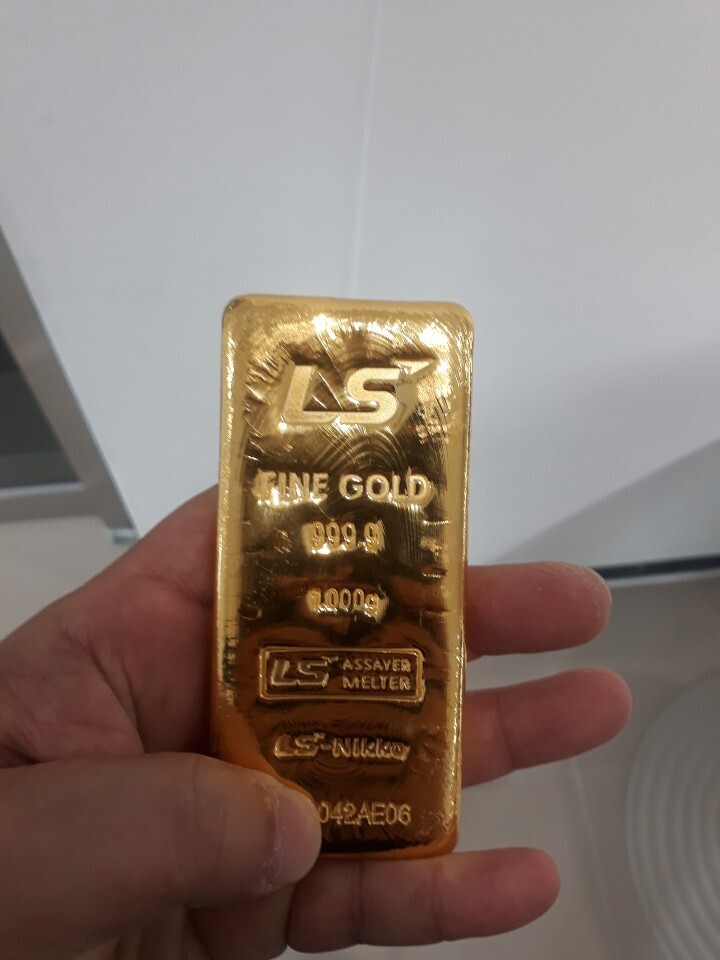 LS
FINE GOLD
999.9
1000g
LS ASSAYER
MELTER
LS-Nikko
042AE06